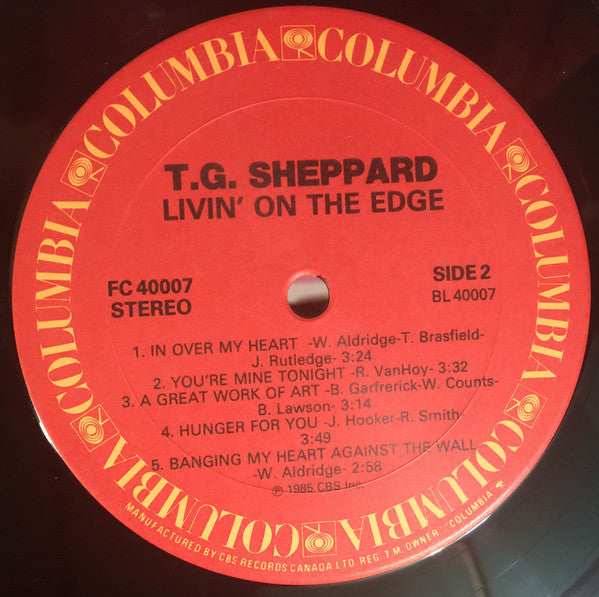 COLUMBIA COLUMBIA COLUMBIA COLUMBIA COLUMBIA COLUMBIA COLUMBIA
T.G. SHEPPARD
LIVIN' ON THE EDGE
FC 40007
STEREO
SIDE 2
BL 40007
1. IN OVER MY HEART -W. Aldridge-T. Brasfield-
J. Rutledge- 3:24
2. YOU'RE MINE TONIGHT -R. VanHoy- 3:32
3. A GREAT WORK OF ART -B. Garfrerick-W. Counts-
B. Lawson- 3:14
4. HUNGER FOR YOU -J. Hooker-R. Smith-
3:49
5. BANGING MY HEART AGAINST THE WALL
-W. Aldridge- 2:58
℗ 1985 CBS Inc.
MANUFACTURED BY CBS RECORDS CANADA LTD. REG. T.M. OWNER "COLUMBIA"